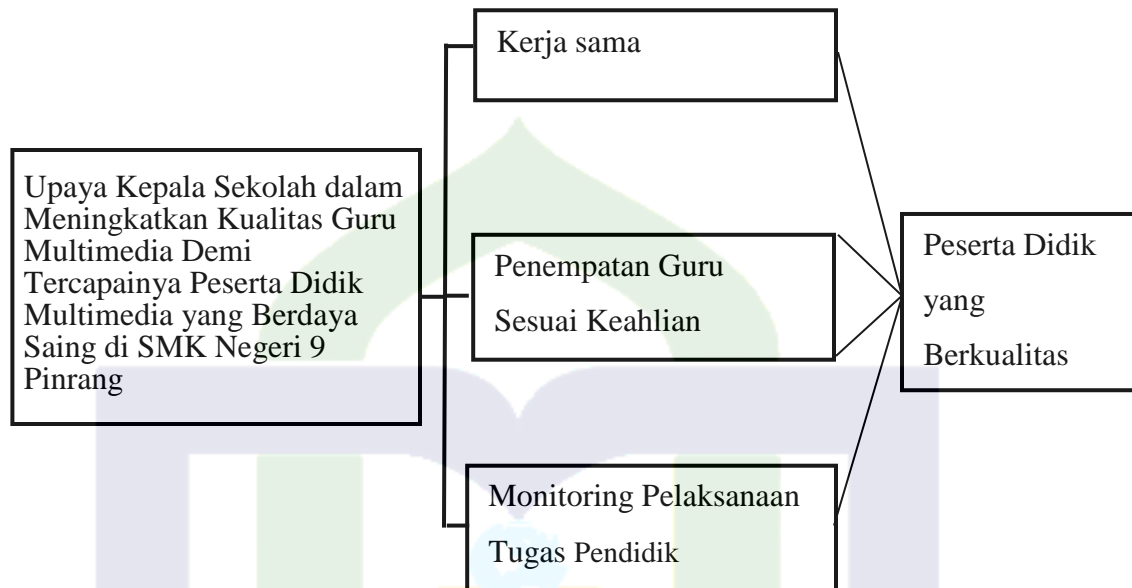 Kerja sama
Upaya Kepala Sekolah dalam
Meningkatkan Kualitas Guru
Multimedia Demi
Tercapainya Peserta Didik
Multimedia yang Berdaya
Saing di SMK Negeri 9
Pinrang
Penempatan Guru
Sesuai Keahlian
Monitoring Pelaksanaan
Tugas Pendidik
Peserta Didik
yang
Berkualitas